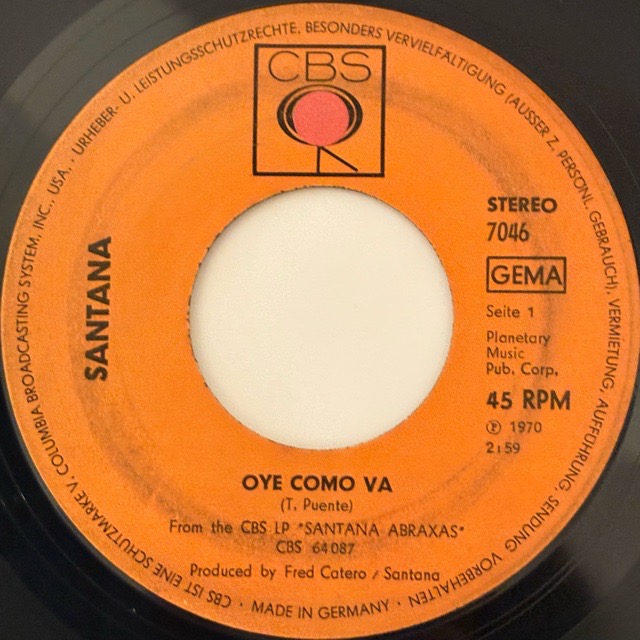 CBS
SANTANA
STEREO
7046
GEMA
Seite 1
Planetary
Music
Pub. Corp.
45 RPM
Ⓟ 1970
2:59
OYE COMO VA
(T. Puente)
From the CBS LP "SANTANA ABRAXAS"
CBS 64 087
Produced by Fred Catero / Santana
CBS IST EINE SCHUTZMARKE V. COLUMBIA BROADCASTING SYSTEM, INC., USA. · URHEBER- U. LEISTUNGSSCHUTZRECHTE, BESONDERS VERVIELFÄLTIGUNG (AUSSER Z. PERSÖNL. GEBRAUCH), VERMIETUNG, AUFFÜHRUNG, SENDUNG VORBEHALTEN · MADE IN GERMANY ·